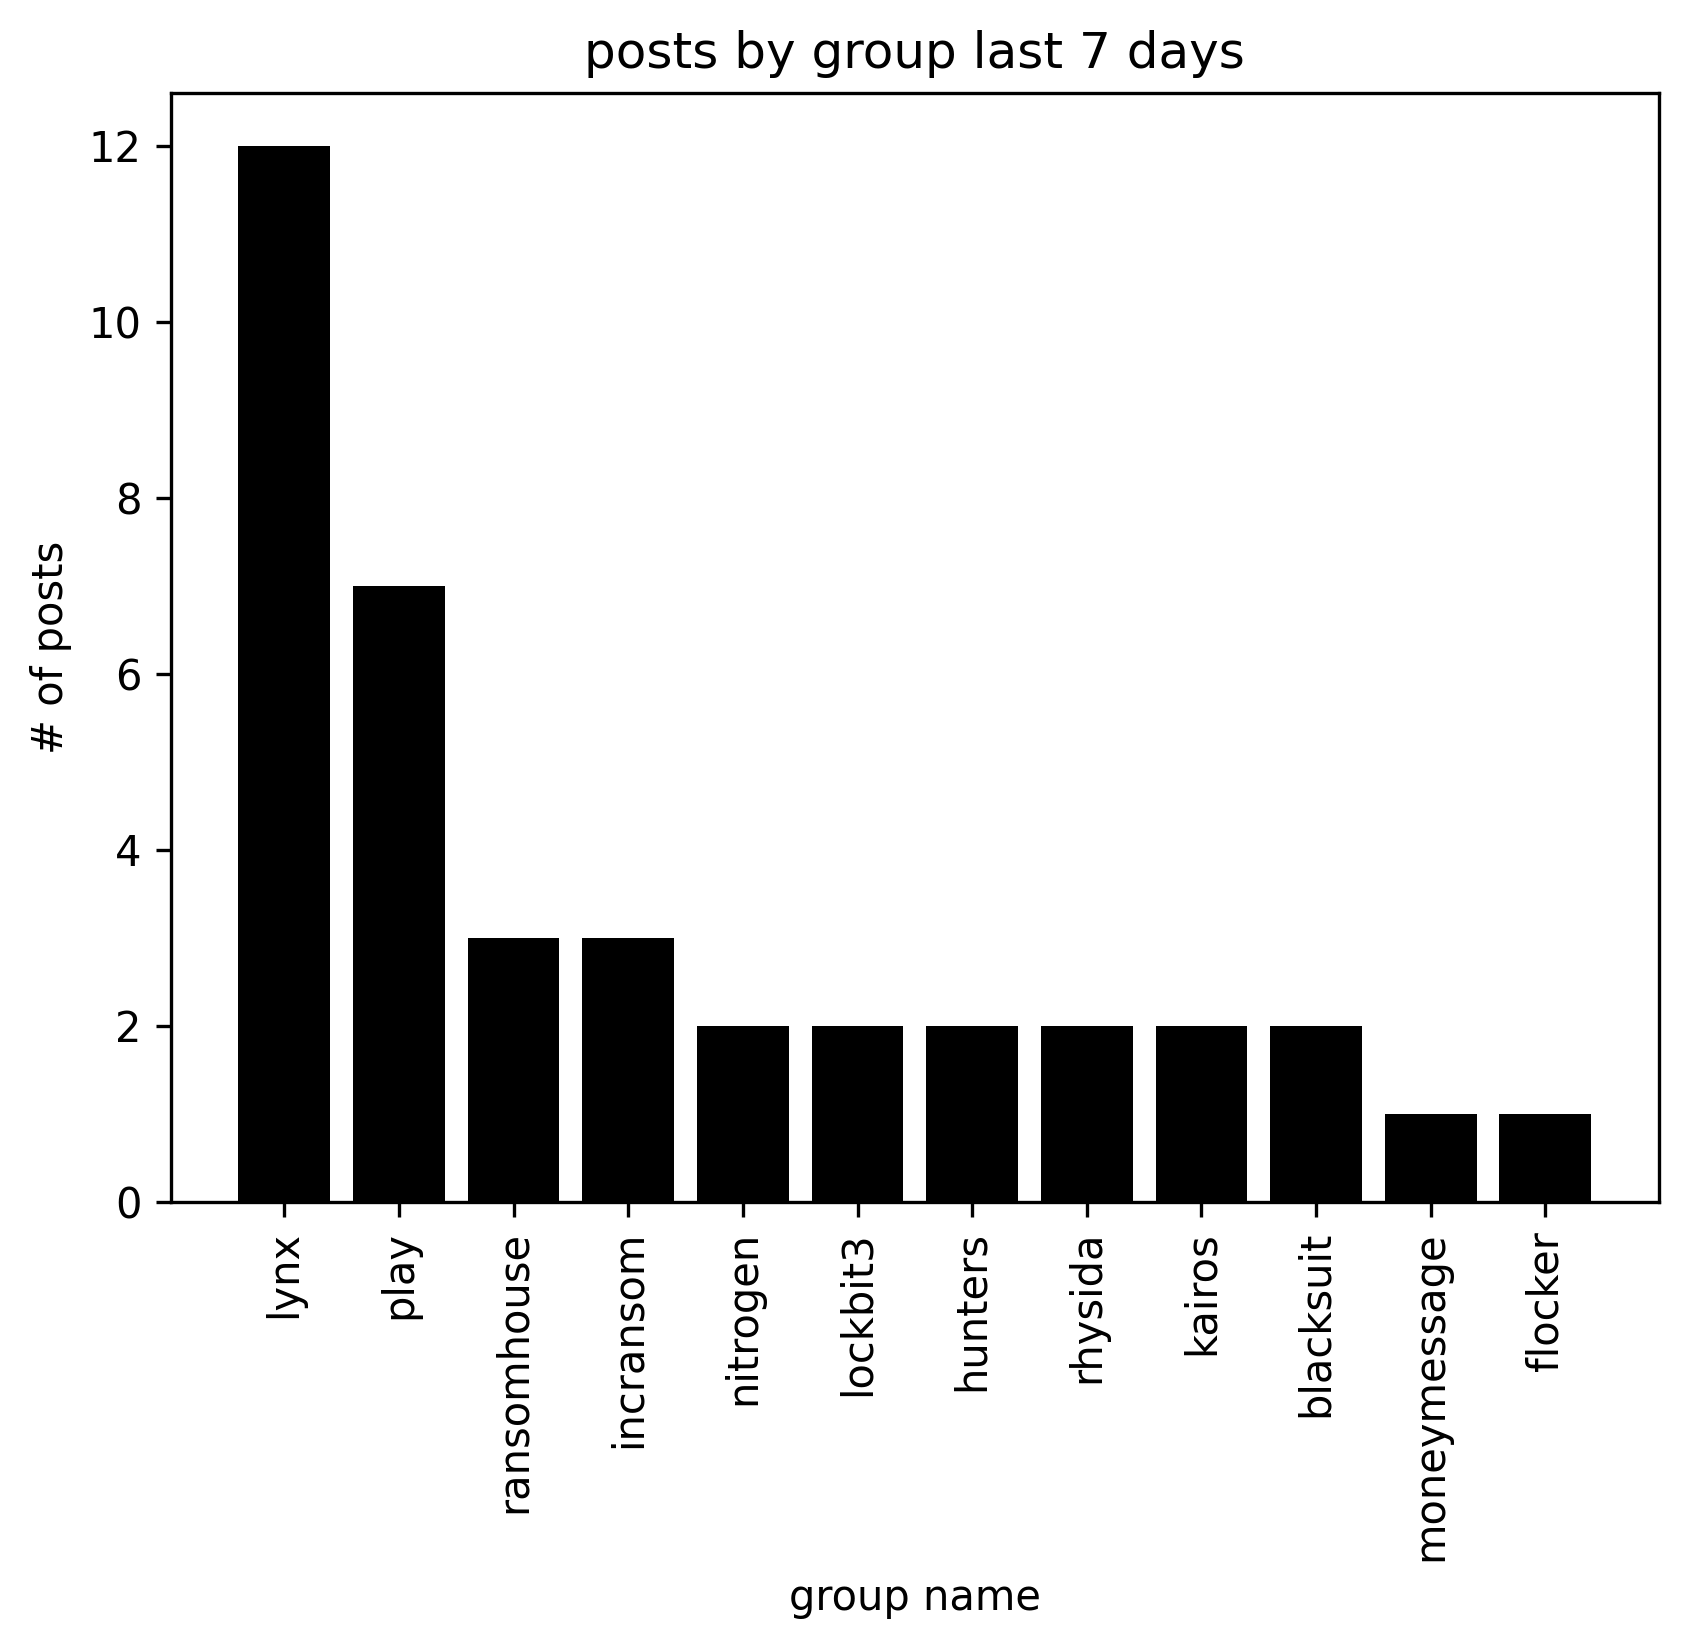 posts by group last 7 days
12
10
8
6
4
2
0
# of posts
lynx
play
ransomhouse
incransom
nitrogen
lockbit3
hunters
rhysida
kairos
blacksuit
moneymessage
flocker
group name